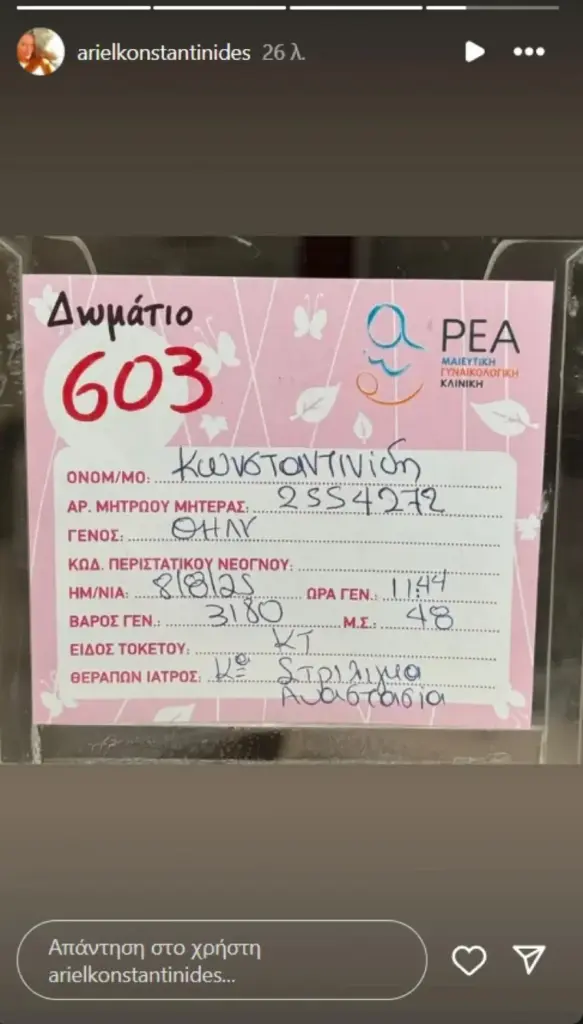 arielkonstantinides 26 λ.
Δωμάτιο
603
ΡΕΑ
ΜΑΙΕΥΤΙΚΗ
ΓΥΝΑΙΚΟΛΟΓΙΚΗ
ΚΛΙΝΙΚΗ
ΟΝΟΜ/ΜΟ: Κωνσταντινίδη
ΑΡ. ΜΗΤΡΩΟΥ ΜΗΤΕΡΑΣ: 2554272
ΓΕΝΟΣ: ΘΗΛΥ
ΚΩΔ. ΠΕΡΙΣΤΑΤΙΚΟΥ ΝΕΟΓΝΟΥ:
ΗΜ/ΝΙΑ: 8/8/25 ΩΡΑ ΓΕΝ.: 11:44
ΒΑΡΟΣ ΓΕΝ.: 3180 Μ.Σ.: 48
ΕΙΔΟΣ ΤΟΚΕΤΟΥ: ΚΤ
ΘΕΡΑΠΩΝ ΙΑΤΡΟΣ: Κα Στριλιγκα
Αναστασία
Απάντηση στο χρήστη
arielkonstantinides...